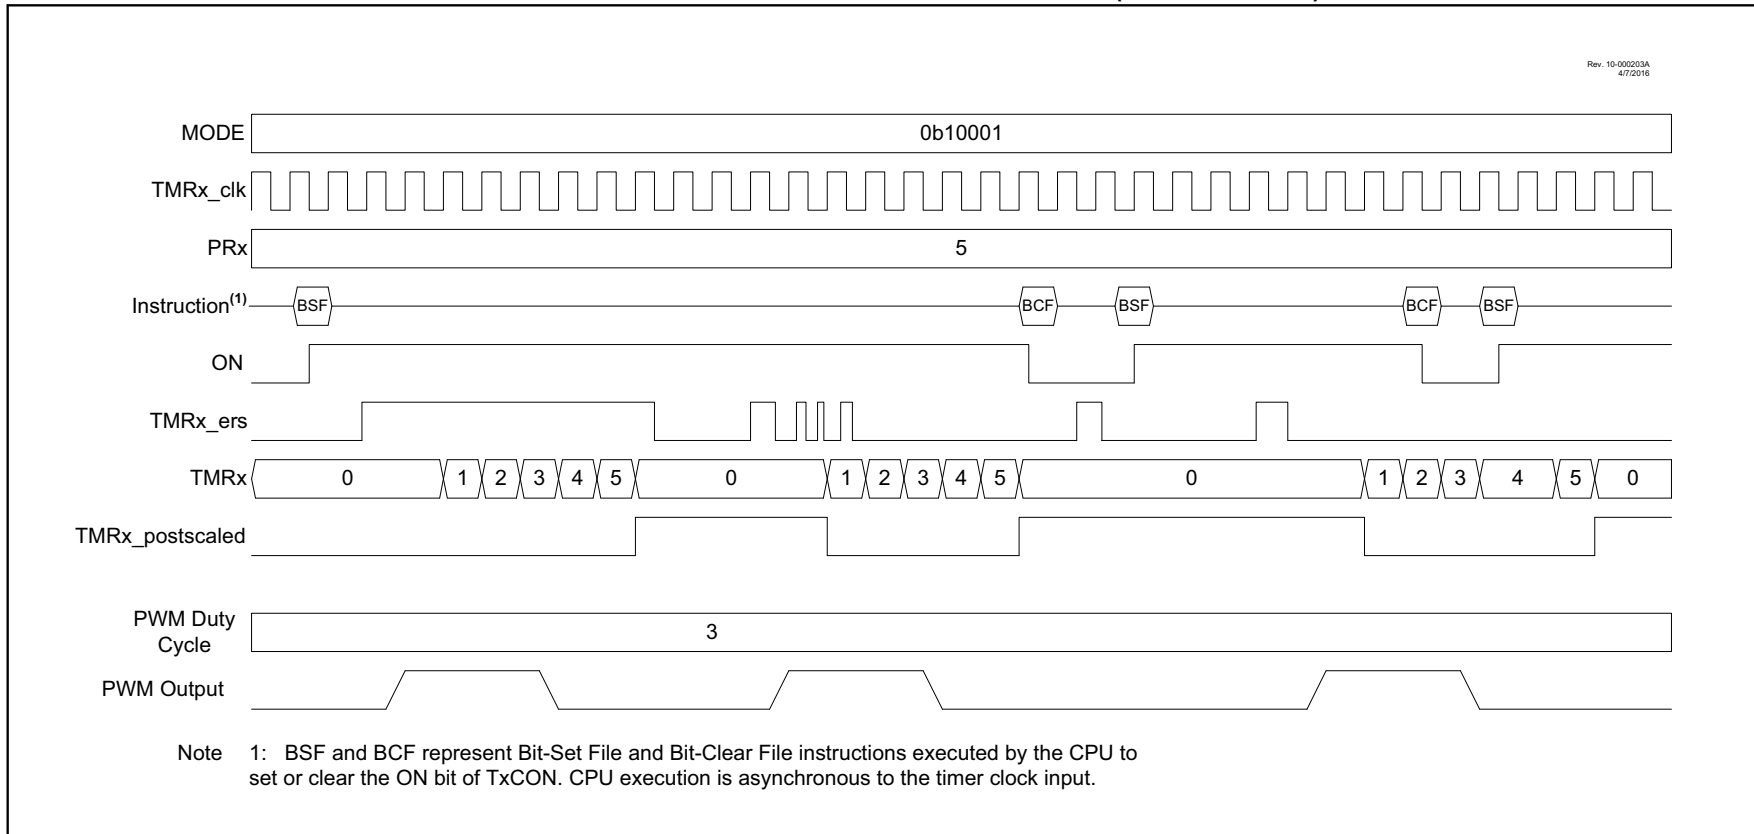 Rev. 10-000203A
4/7/2016
MODE 0b10001
TMRx_clk
PRx 5
Instruction(1) BSF BCF BSF BCF BSF
ON
TMRx_ers
TMRx 0 1 2 3 4 5 0 1 2 3 4 5 0 1 2 3 4 5 0
TMRx_postscaled
PWM Duty
Cycle 3
PWM Output
Note 1: BSF and BCF represent Bit-Set File and Bit-Clear File instructions executed by the CPU to
set or clear the ON bit of TxCON. CPU execution is asynchronous to the timer clock input.